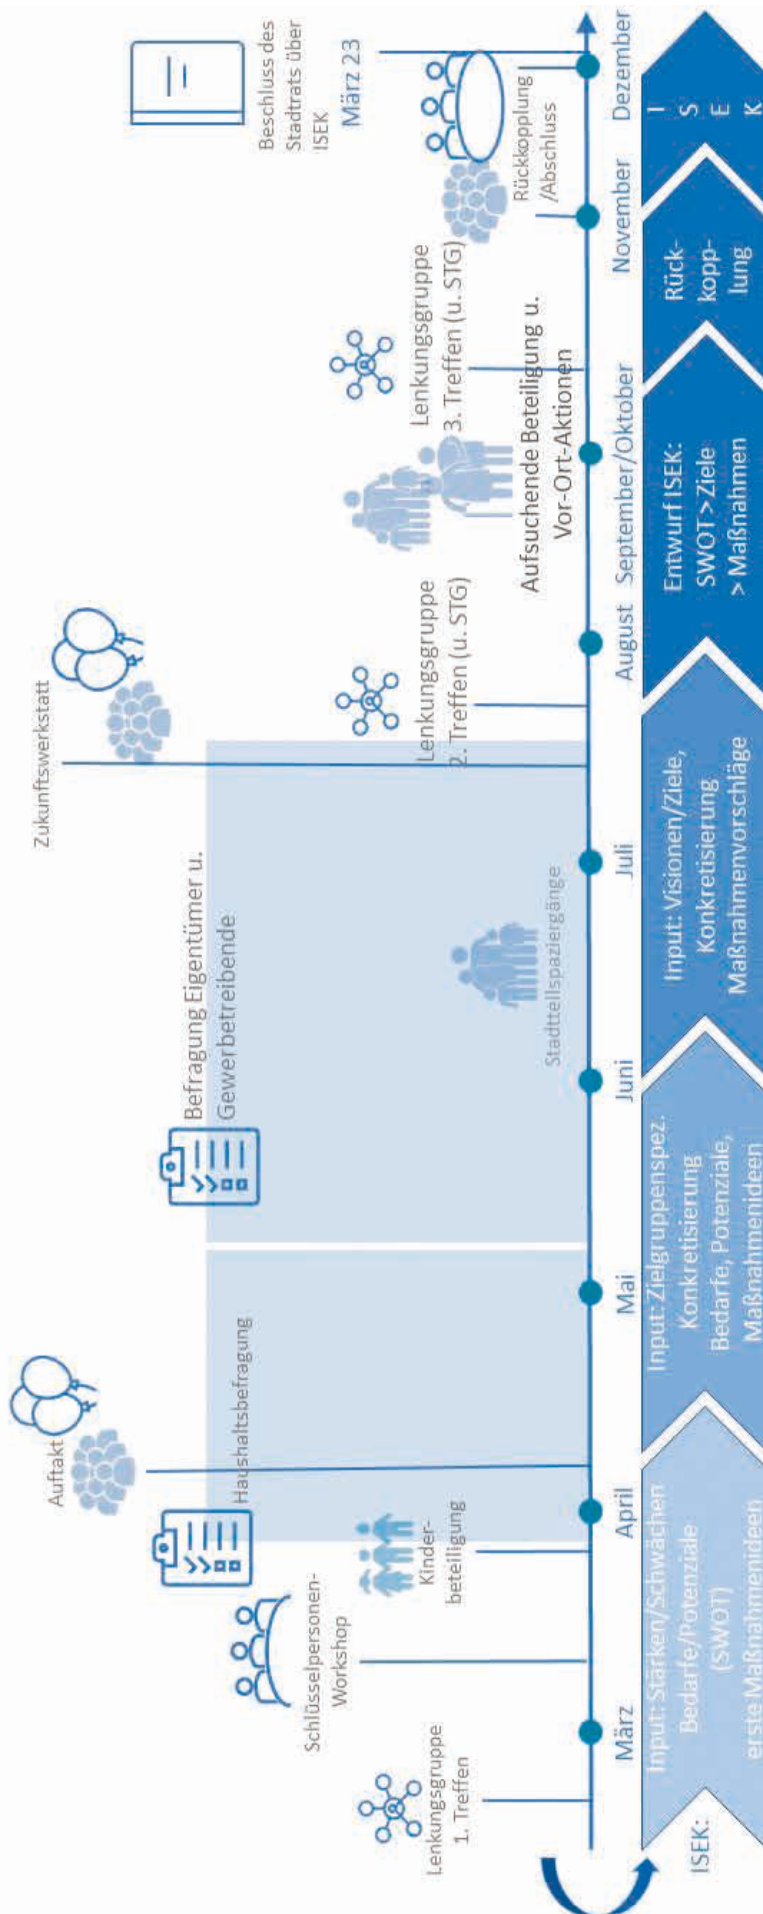 Auftakt
Zukunftswerkstatt
Beschluss des
Stadtrats über
ISEK
März 23
Haushaltsbefragung
Befragung Eigentümer u.
Gewerbetreibende
Schlüsselpersonen-
Workshop
Lenkungsgruppe
1. Treffen
Kinder-
beteiligung
Stadtteilspaziergänge
Lenkungsgruppe
2. Treffen (u. STG)
Lenkungsgruppe
3. Treffen (u. STG)
Aufsuchende Beteiligung u.
Vor-Ort-Aktionen
Rückkopplung
/Abschluss
März
April
Mai
Juni
Juli
August
September/Oktober
November
Dezember
ISEK:
Input: Stärken/Schwächen
Bedarfe/Potenziale
(SWOT)
erste Maßnahmenideen
Input: Zielgruppenspez.
Konkretisierung
Bedarfe, Potenziale,
Maßnahmenideen
Input: Visionen/Ziele,
Konkretisierung
Maßnahmenvorschläge
Entwurf ISEK:
SWOT > Ziele
> Maßnahmen
Rück-
kopp-
lung
I
S
E
K